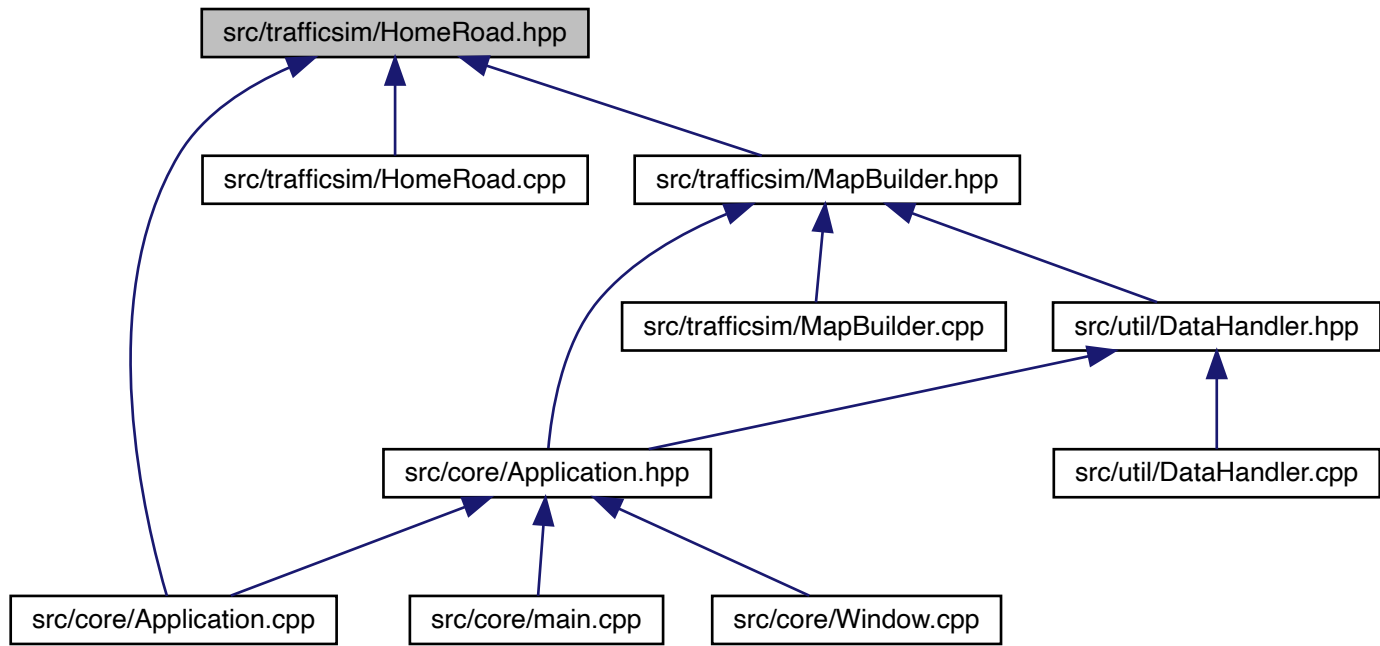 src/trafficsim/HomeRoad.hpp
src/trafficsim/HomeRoad.cpp
src/trafficsim/MapBuilder.hpp
src/trafficsim/MapBuilder.cpp
src/util/DataHandler.hpp
src/core/Application.hpp
src/util/DataHandler.cpp
src/core/Application.cpp
src/core/main.cpp
src/core/Window.cpp